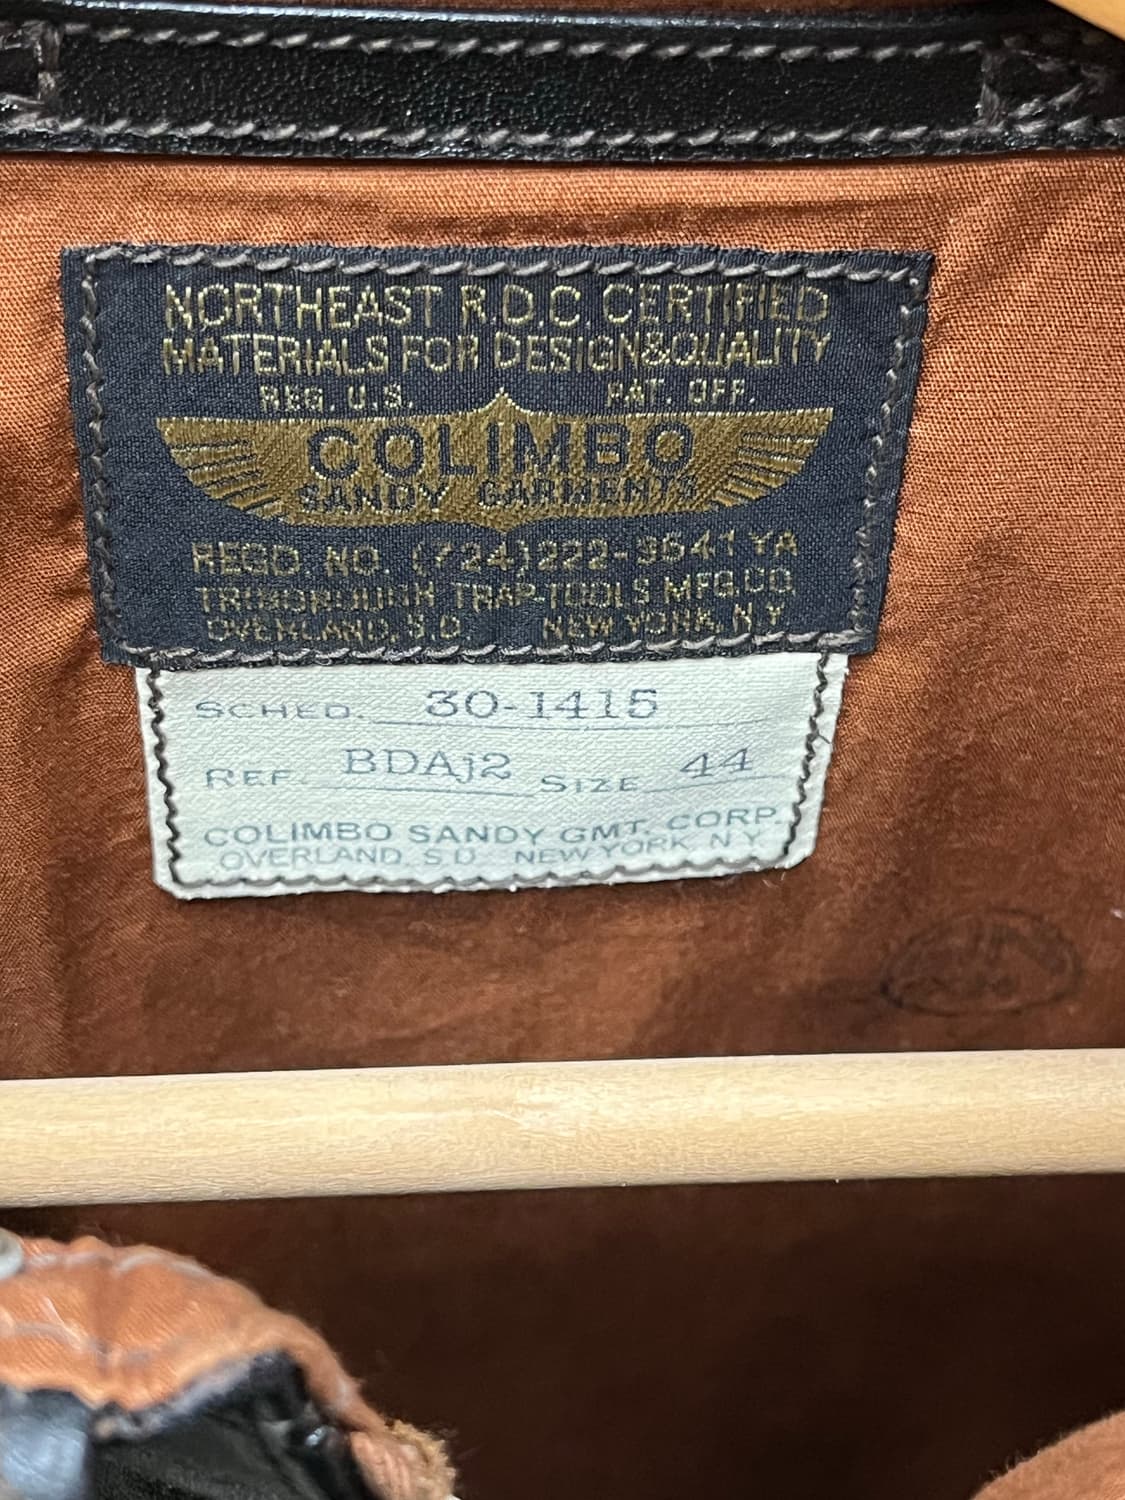 NORTHEAST R.D.C. CERTIFIED
MATERIALS FOR DESIGN&QUALITY
REG. U.S. PAT. OFF.
COLIMBO
SANDY GARMENTS
REGD. NO. (724)222-3641 YA
TRAP-TOOLS MFG.CO.
OVERLAND, S.D. NEW YORK, N.Y.
SCHED. 30-1415
REF. BDAj2 SIZE 44
COLIMBO SANDY GMT. CORP.
OVERLAND, S.D. NEW YORK, N.Y.